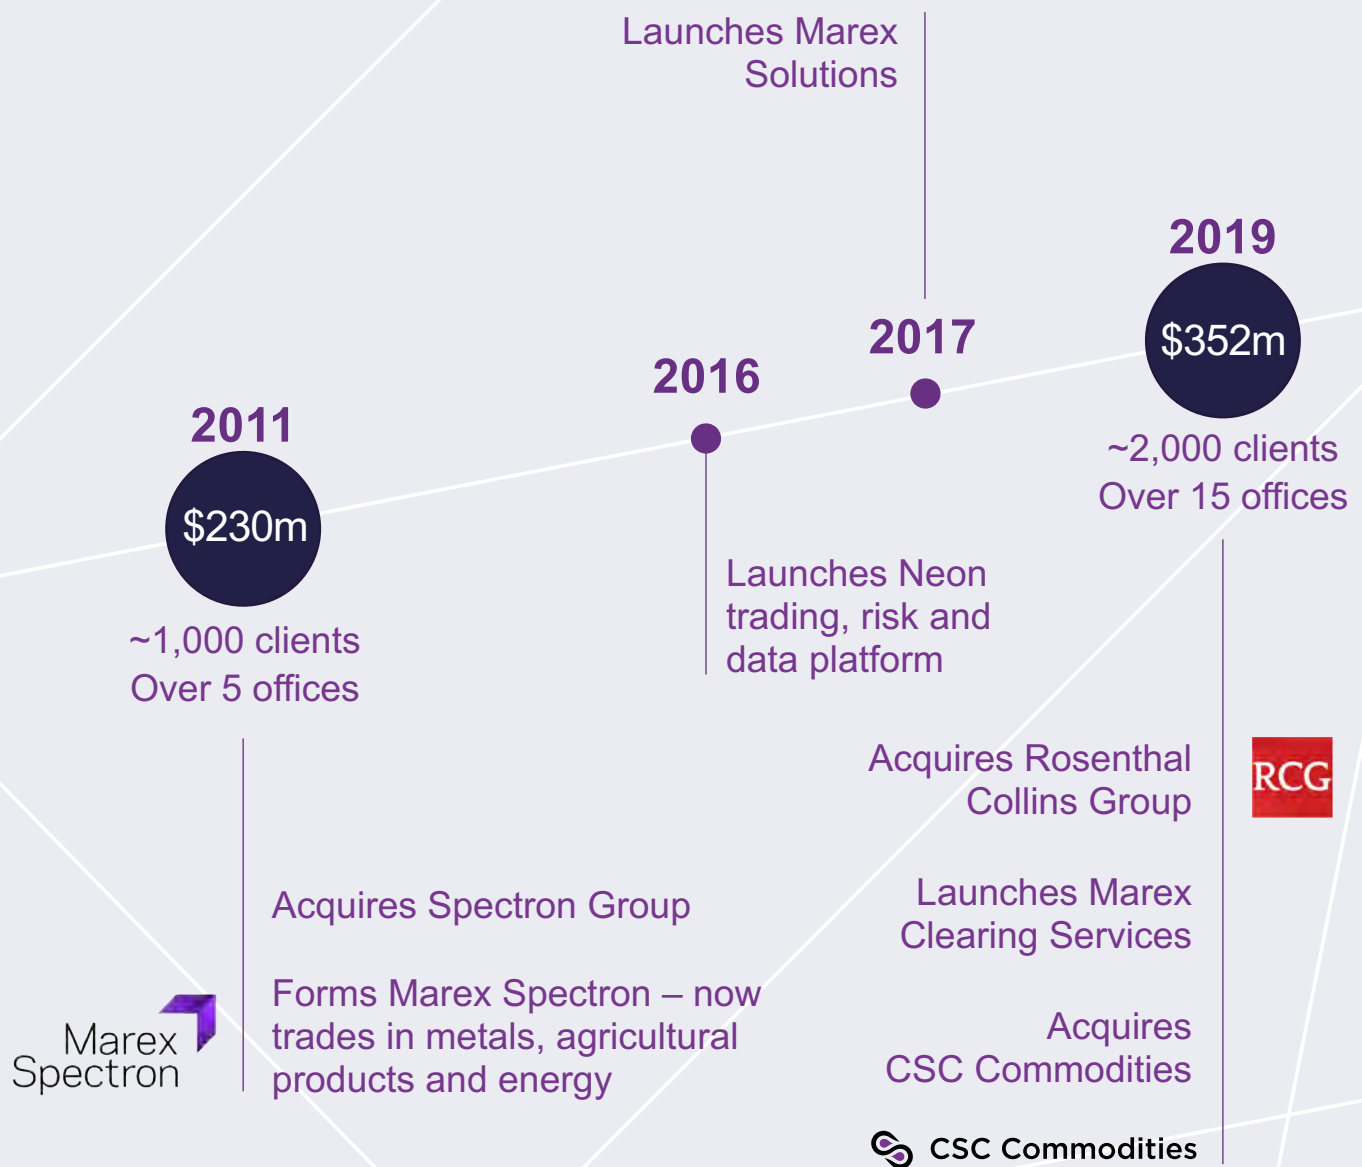 Launches Marex
Solutions
2011
$230m
~1,000 clients
Over 5 offices
Acquires Spectron Group
Forms Marex Spectron – now
trades in metals, agricultural
products and energy
Marex
Spectron
2016
Launches Neon
trading, risk and
data platform
2017
2019
$352m
~2,000 clients
Over 15 offices
Acquires Rosenthal
Collins Group
RCG
Launches Marex
Clearing Services
Acquires
CSC Commodities
CSC Commodities